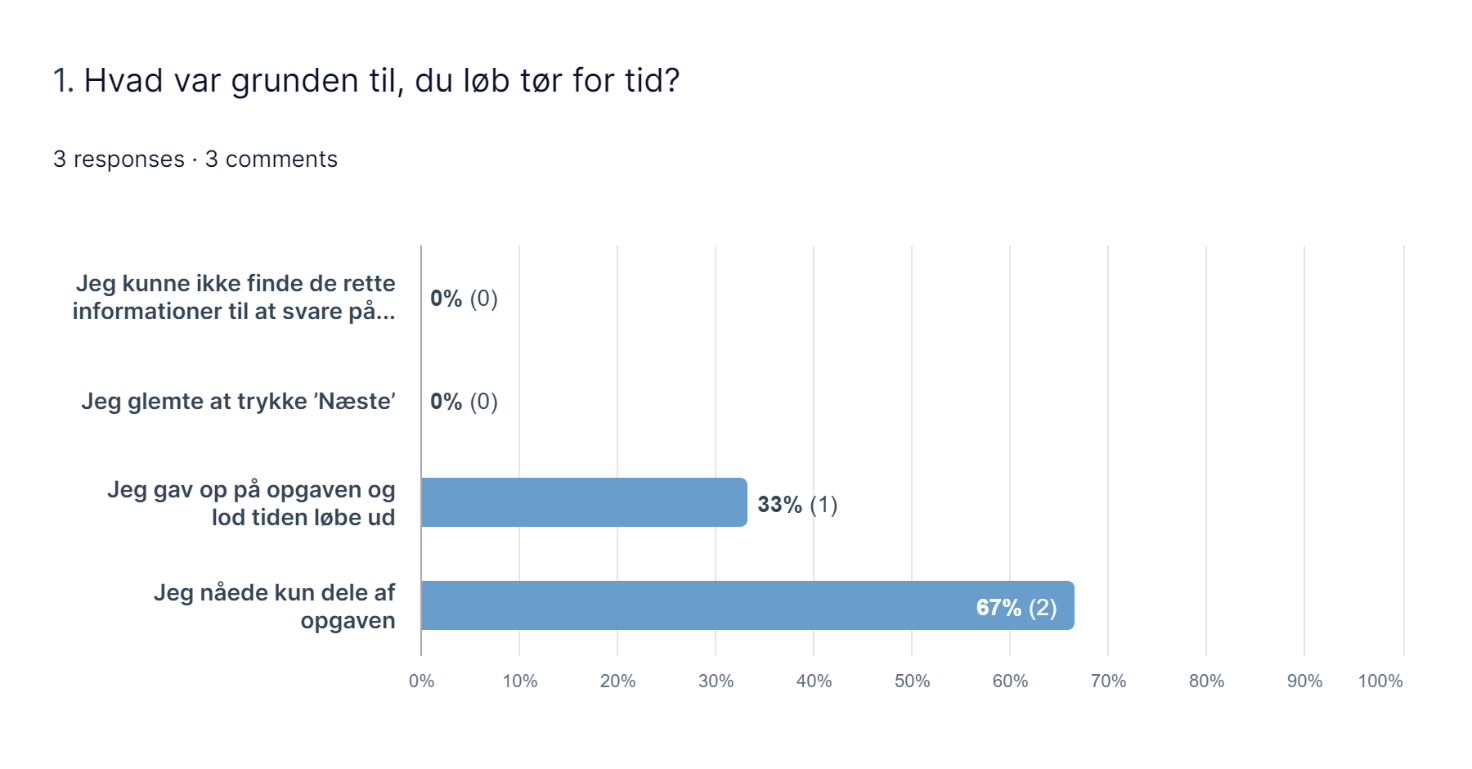 1. Hvad var grunden til, du løb tør for tid?
3 responses · 3 comments
Jeg kunne ikke finde de rette
informationer til at svare på...
0% (0)
Jeg glemte at trykke ’Næste’
0% (0)
Jeg gav op på opgaven og
lod tiden løbe ud
33% (1)
Jeg nåede kun dele af
opgaven
67% (2)
0% 10% 20% 30% 40% 50% 60% 70% 80% 90% 100%